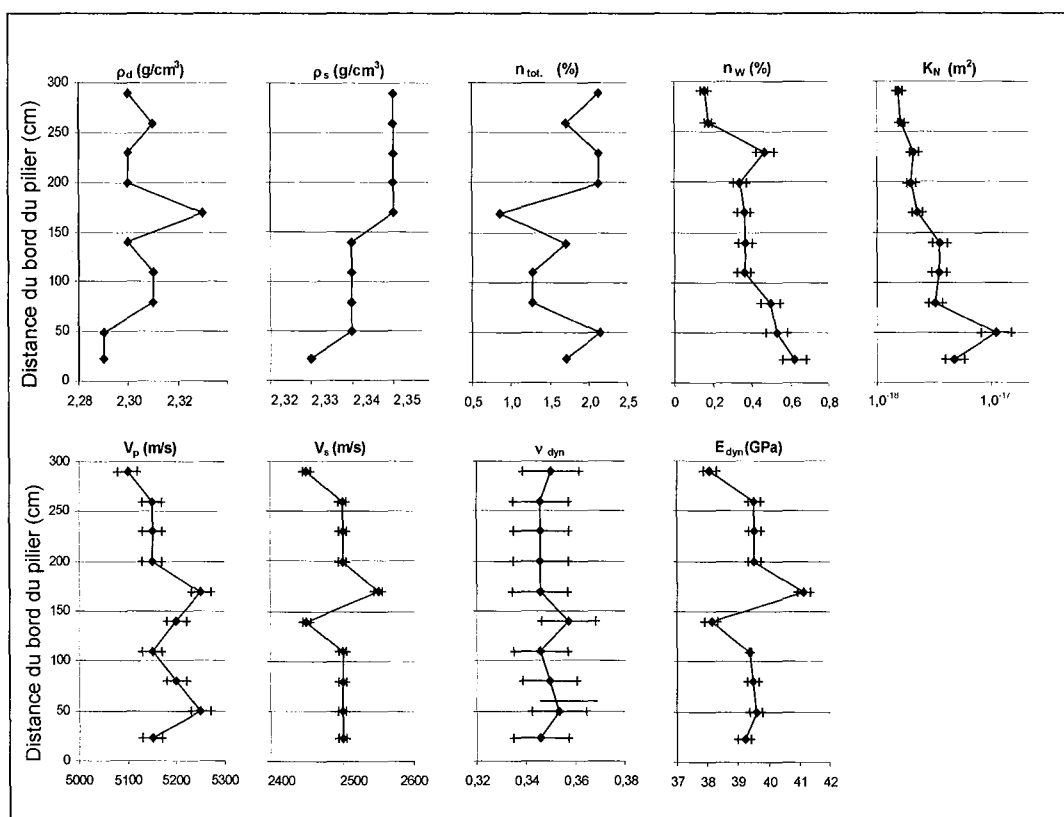 ρd (g/cm³) ρs (g/cm³) ntot. (%) nW (%) KN (m²)
Distance du bord du pilier (cm)
300
250
200
150
100
50
0
2,28 2,30 2,32 2,32 2,33 2,34 2,35 0,5 1,0 1,5 2,0 2,5 0 0,2 0,4 0,6 0,8 1,0⁻¹⁸ 1,0⁻¹⁷
Vp (m/s) Vs (m/s) ν dyn Edyn (GPa)
Distance du bord du pilier (cm)
300
250
200
150
100
50
0
5000 5100 5200 5300 2400 2500 2600 0,32 0,34 0,36 0,38 37 38 39 40 41 42